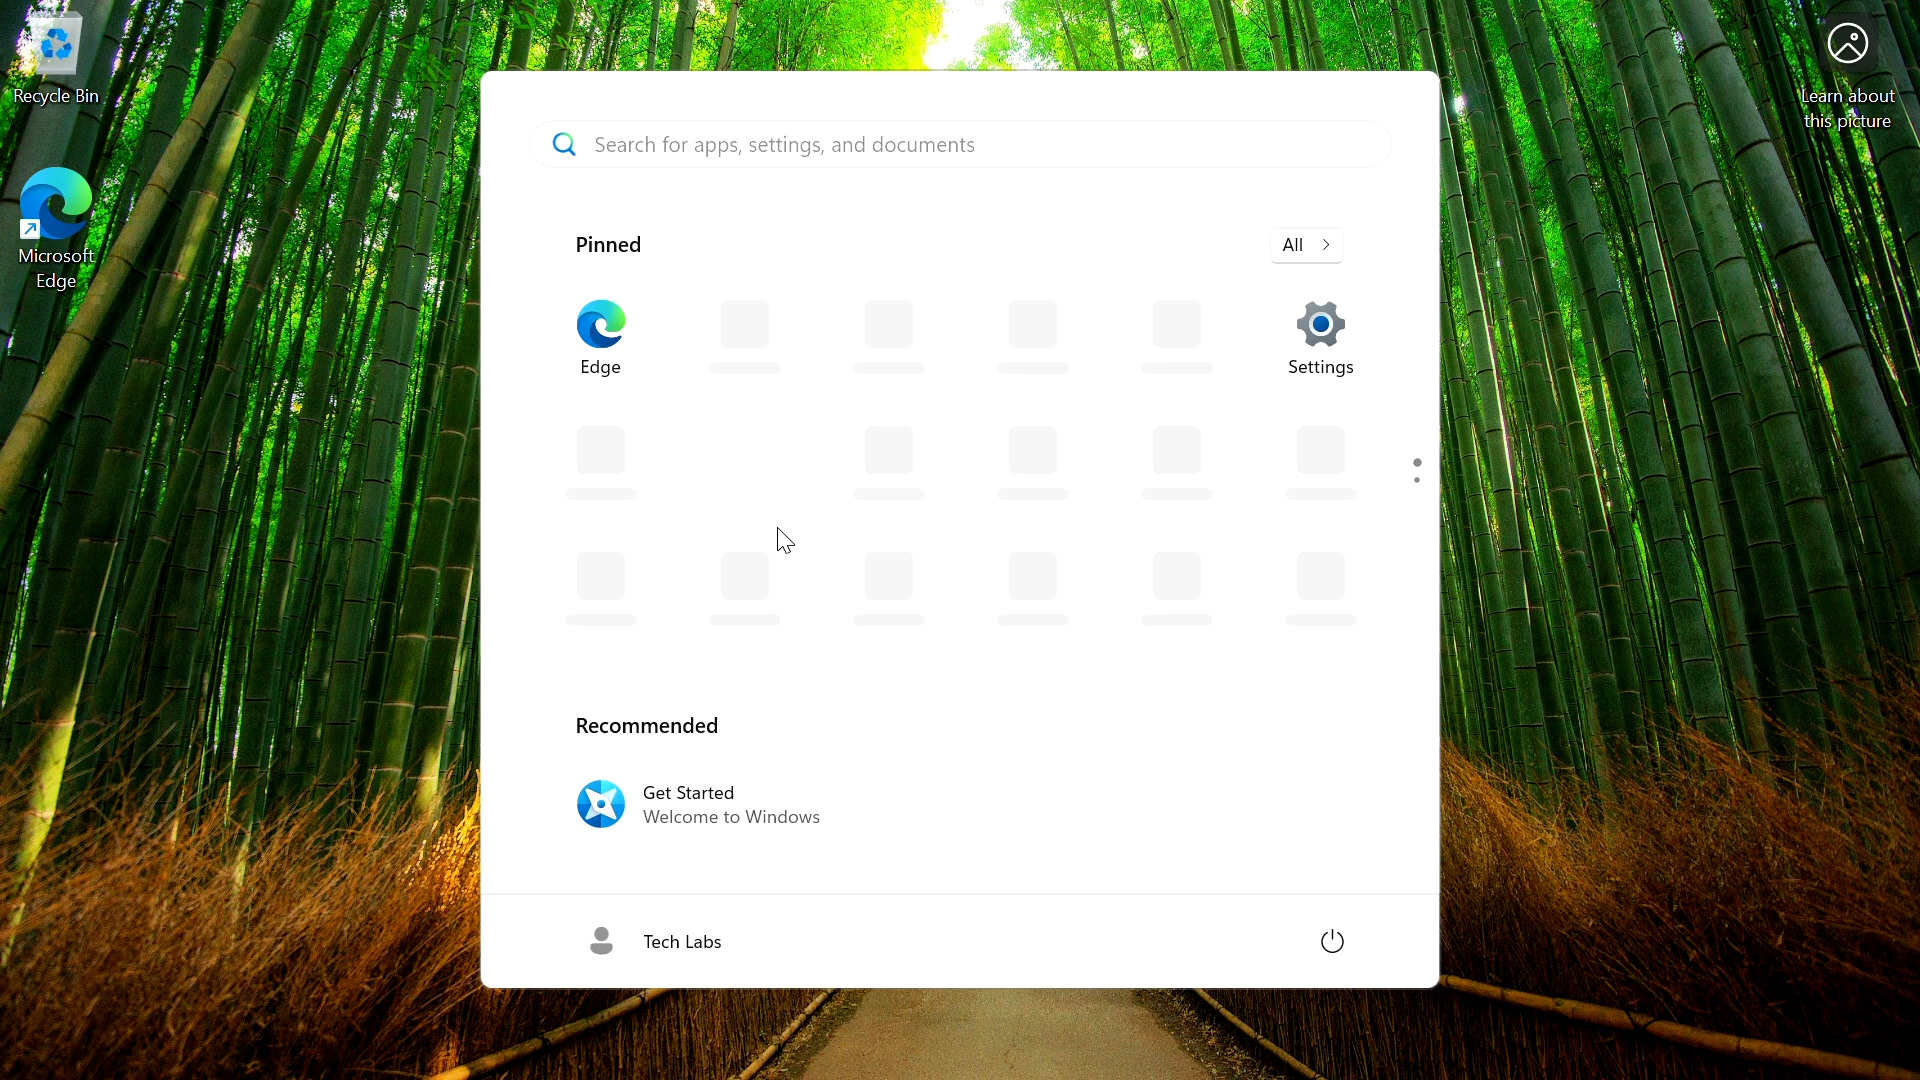 Recycle Bin
Microsoft
Edge
Learn about
this picture
Search for apps, settings, and documents
Pinned
All
Edge
Settings
Recommended
Get Started
Welcome to Windows
Tech Labs